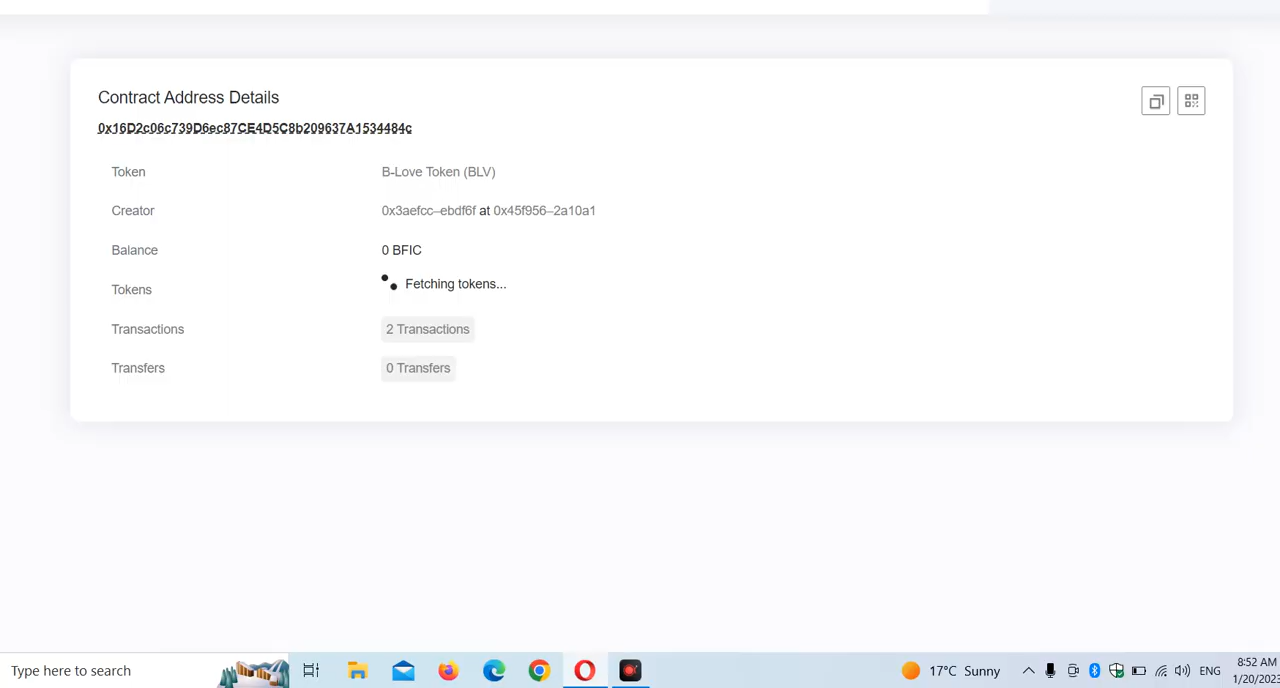 Contract Address Details
0x16D2c06c739D6ec87CE4D5C8b209637A1534484c
Token B-Love Token (BLV)
Creator 0x3aefcc–ebdf6f at 0x45f956–2a10a1
Balance 0 BFIC
Tokens Fetching tokens...
Transactions 2 Transactions
Transfers 0 Transfers
Type here to search 17°C Sunny ENG 8:52 AM
1/20/2023